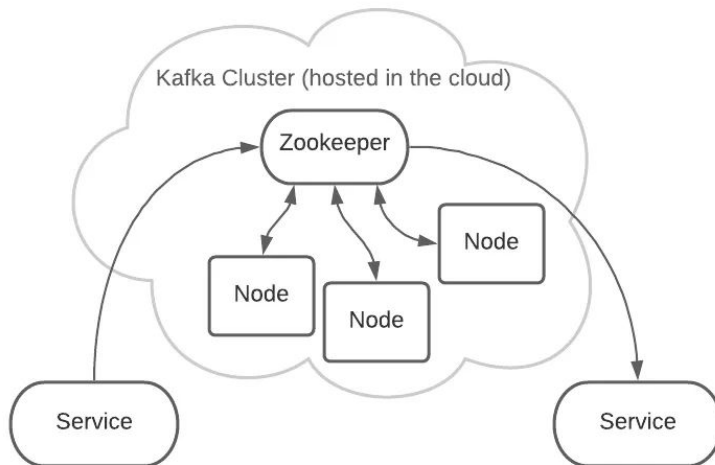 Kafka Cluster (hosted in the cloud)
Zookeeper
Node
Node
Node
Service
Service